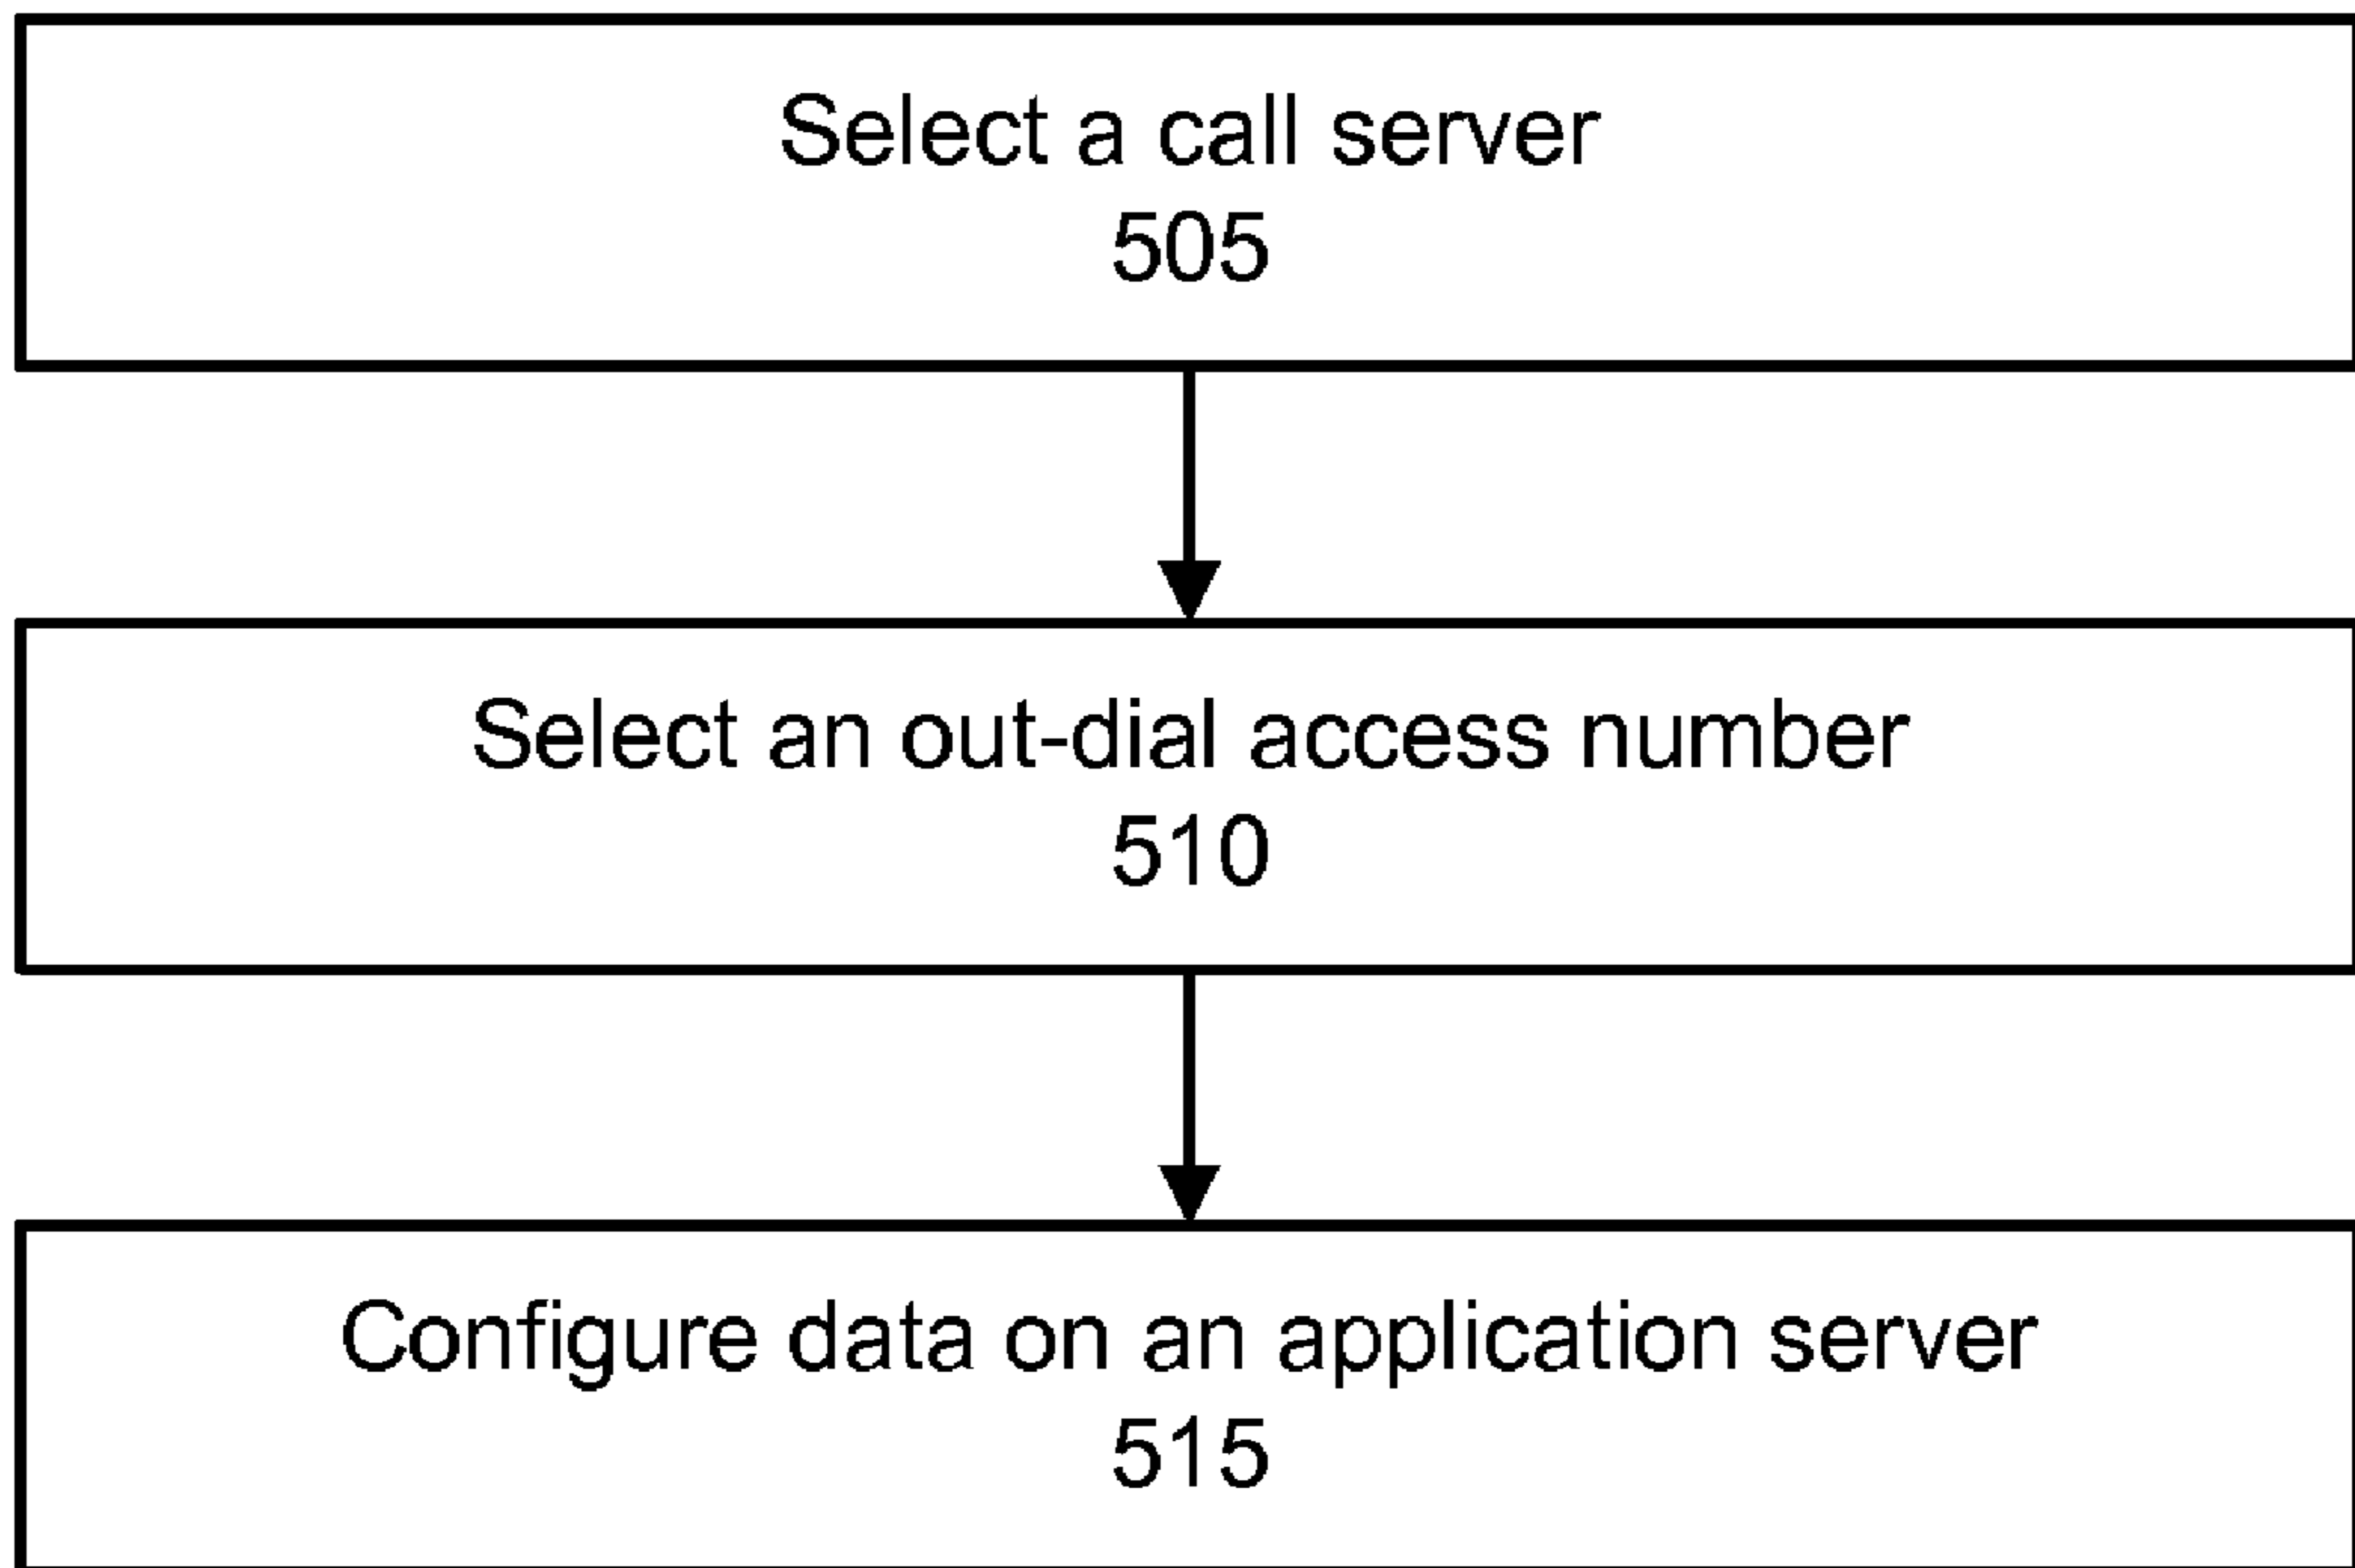 Select a call server
505
Select an out-dial access number
510
Configure data on an application server
515